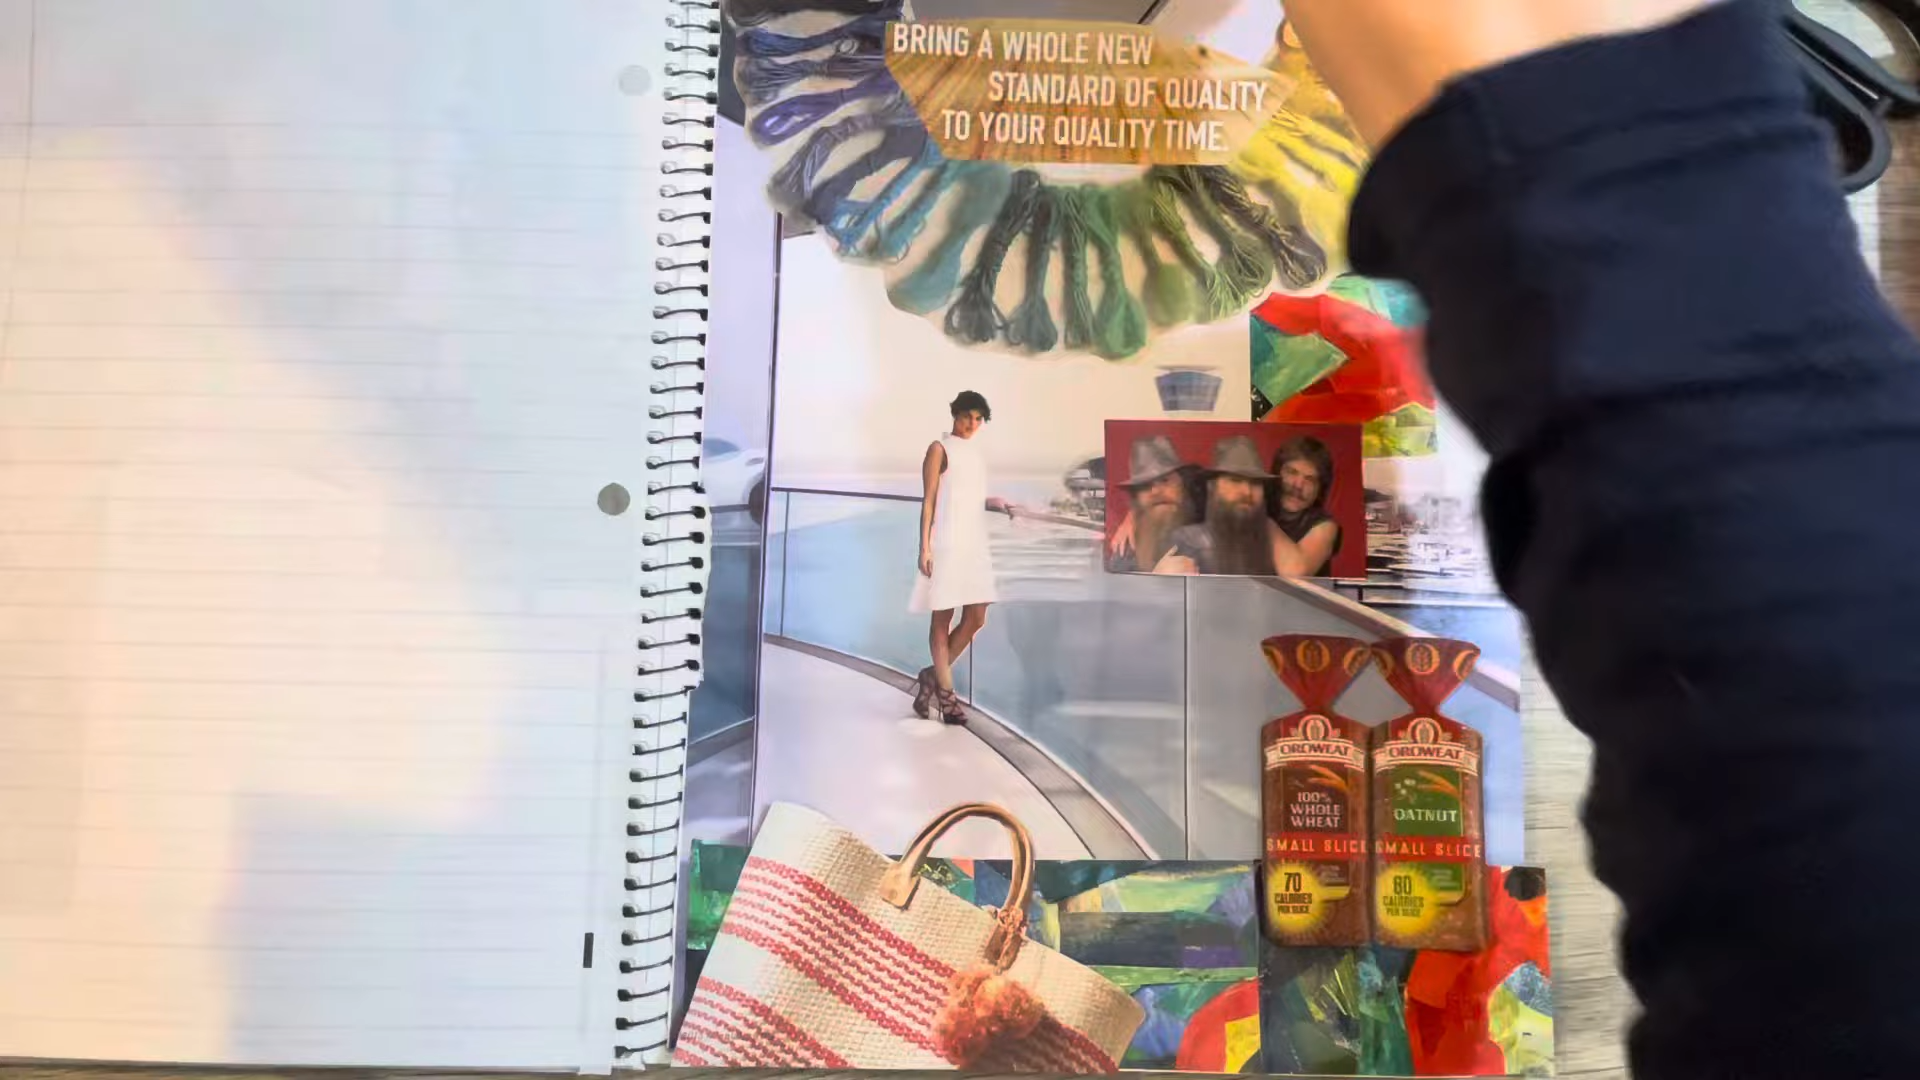 BRING A WHOLE NEW
STANDARD OF QUALITY
TO YOUR QUALITY TIME.
OROWEAT
100%
WHOLE
WHEAT
SMALL SLICE
70
CALORIES
PER SLICE
OROWEAT
OATNUT
SMALL SLICE
80
CALORIES
PER SLICE